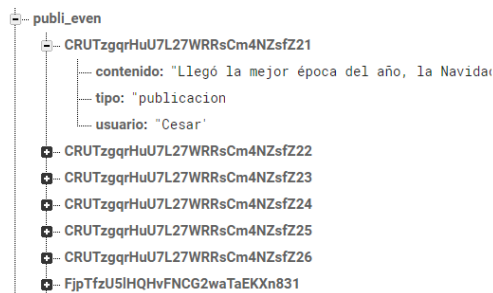 publi_even
CRUTzgqrHuU7L27WRRsCm4NZsfZ21
contenido: "Llegó la mejor época del año, la Navidad
tipo: "publicacion
usuario: "Cesar'
CRUTzgqrHuU7L27WRRsCm4NZsfZ22
CRUTzgqrHuU7L27WRRsCm4NZsfZ23
CRUTzgqrHuU7L27WRRsCm4NZsfZ24
CRUTzgqrHuU7L27WRRsCm4NZsfZ25
CRUTzgqrHuU7L27WRRsCm4NZsfZ26
FjpTfzU5lHQHvFNCG2waTaEKXn831